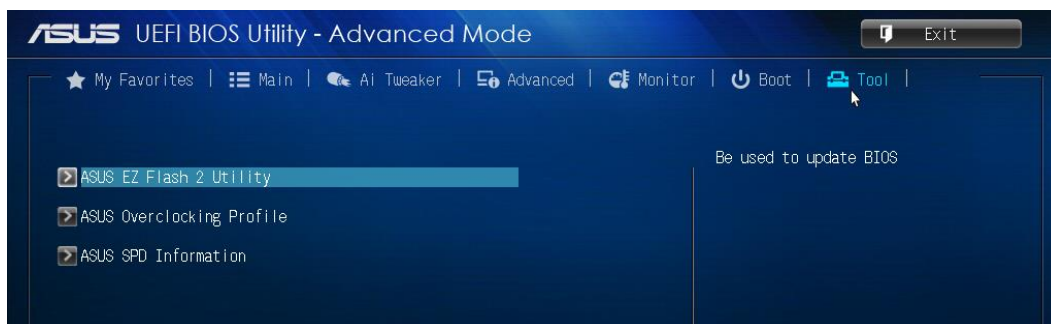 ASUS UEFI BIOS Utility - Advanced Mode
Exit
My Favorites | Main | Ai Tweaker | Advanced | Monitor | Boot | Tool |
Be used to update BIOS
ASUS EZ Flash 2 Utility
ASUS Overclocking Profile
ASUS SPD Information